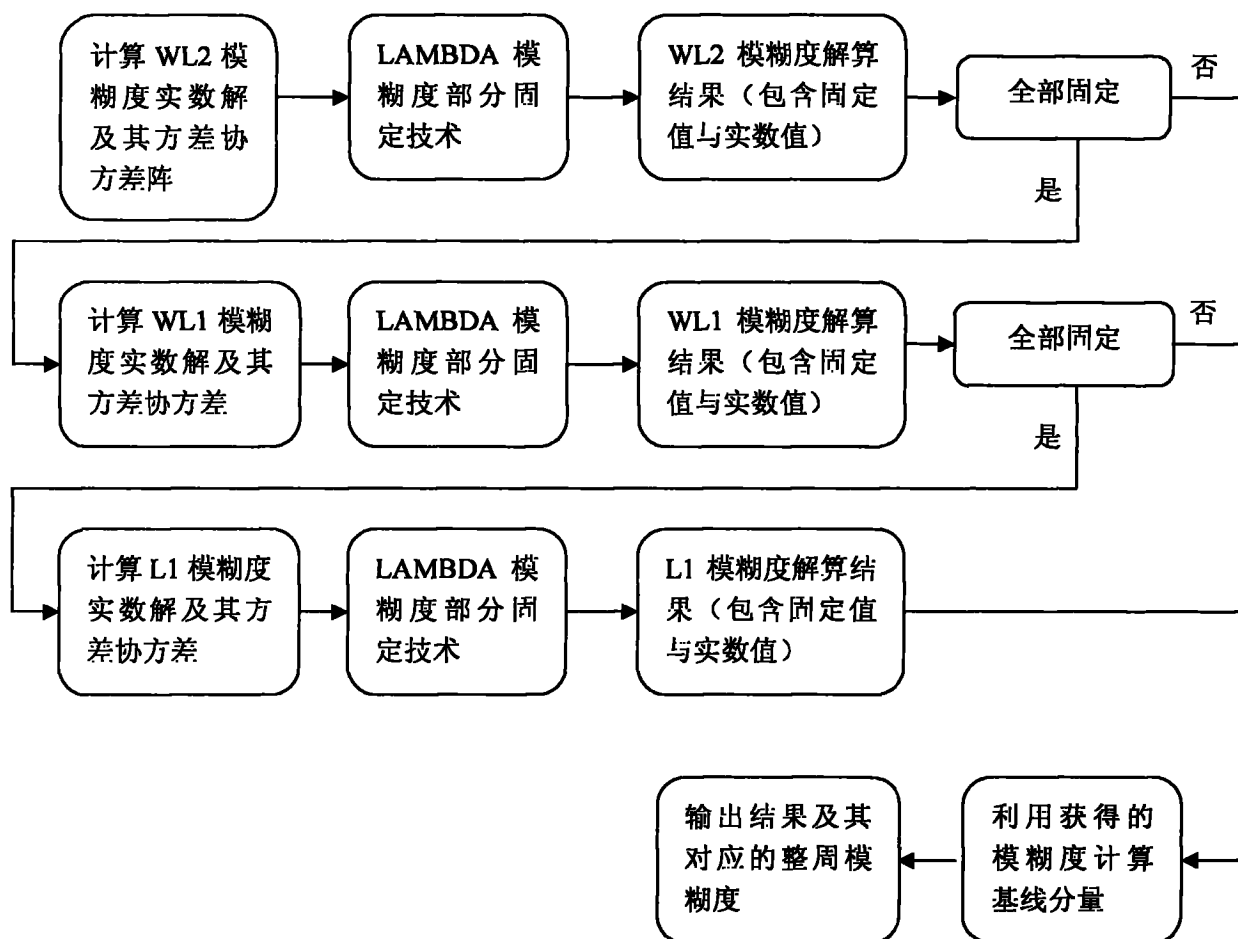 计算 WL2 模
糊度实数解
及其方差协
方差阵
LAMBDA 模
糊度部分固
定技术
WL2 模糊度解算
结果（包含固定
值与实数值）
全部固定
否
是
计算 WL1 模糊
度实数解及其
方差协方差
LAMBDA 模
糊度部分固
定技术
WL1 模糊度解算
结果（包含固定
值与实数值）
全部固定
否
是
计算 L1 模糊度
实数解及其方
差协方差
LAMBDA 模
糊度部分固
定技术
L1 模糊度解算结
果（包含固定值
与实数值）
输出结果及其
对应的整周模
糊度
利用获得的
模糊度计算
基线分量